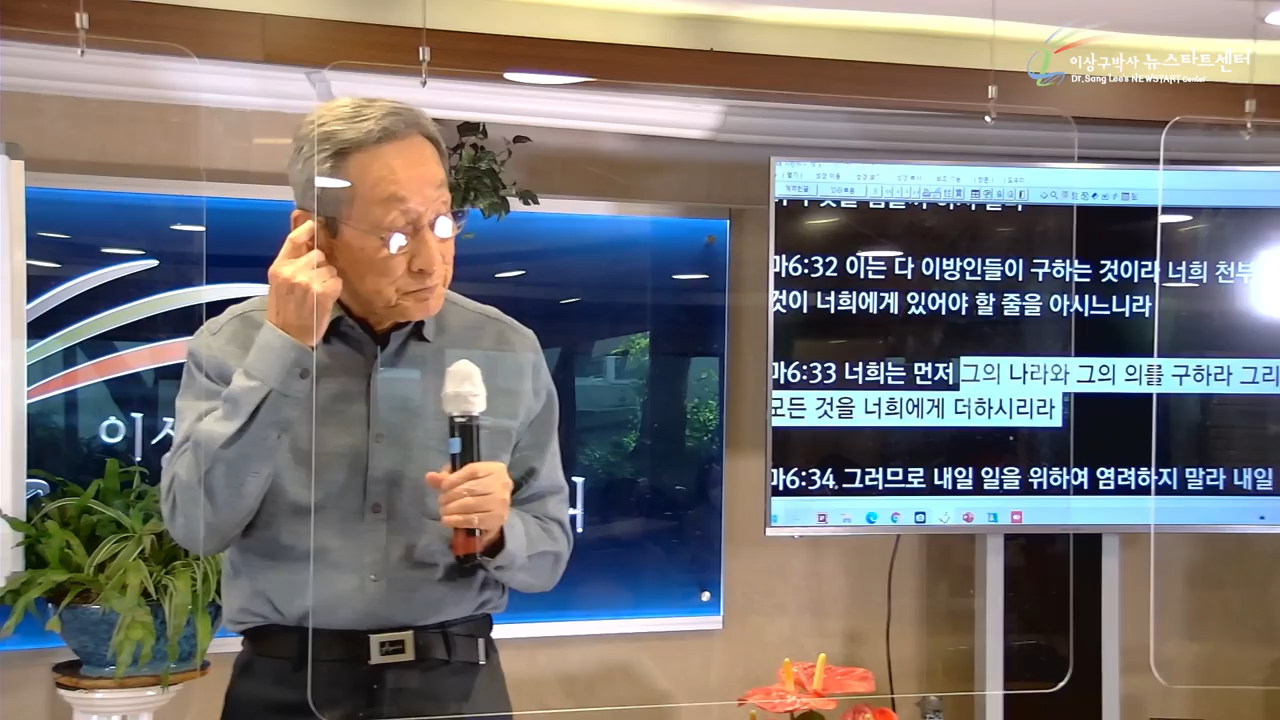 이상구박사 뉴스타트센터
Dr.Sang Lee's NEWSTART Center
마6:32 이는 다 이방인들이 구하는 것이라 너희 천부
것이 너희에게 있어야 할 줄을 아시느니라
마6:33 너희는 먼저 그의 나라와 그의 의를 구하라 그리
모든 것을 너희에게 더하시리라
마6:34 그러므로 내일 일을 위하여 염려하지 말라 내일
이